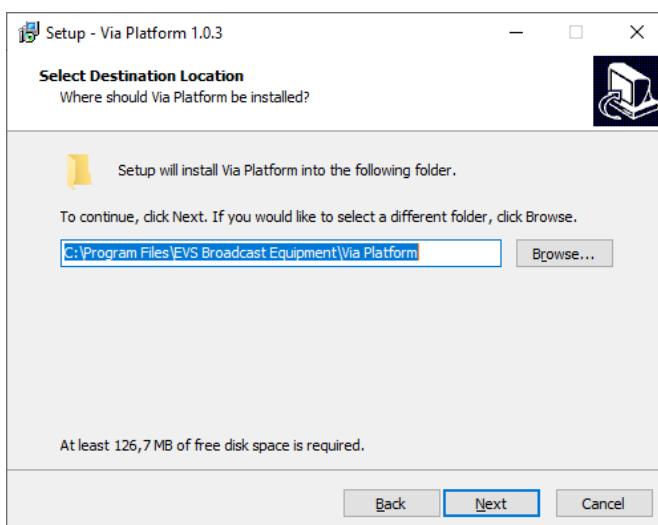 Setup - Via Platform 1.0.3
Select Destination Location
Where should Via Platform be installed?
Setup will install Via Platform into the following folder.
To continue, click Next. If you would like to select a different folder, click Browse.
C:\Program Files\EVS Broadcast Equipment\Via Platform
Browse...
At least 126,7 MB of free disk space is required.
Back
Next
Cancel